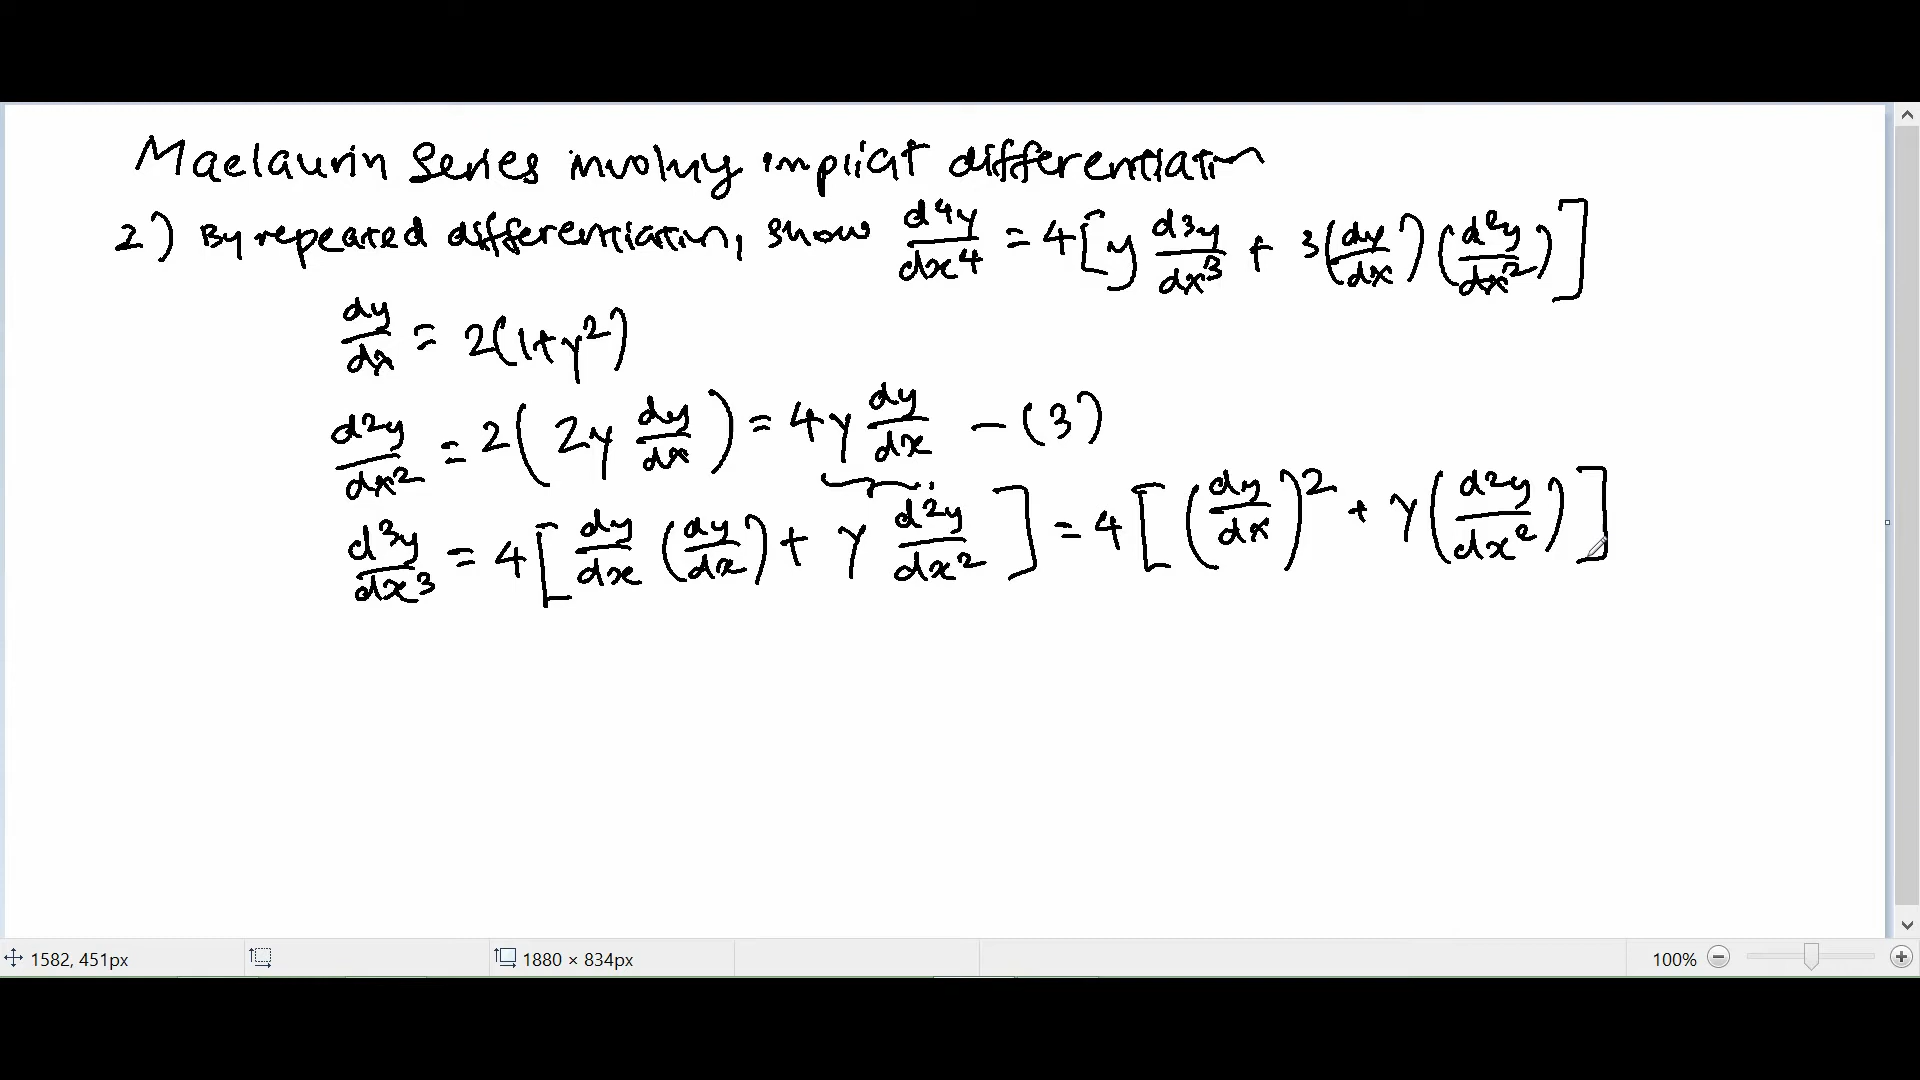 Maclaurin Series involving implicit differentiation
2) By repeated differentiation, show d⁴y/dx⁴ = 4[y d³y/dx³ + 3(dy/dx)(d²y/dx²)]
dy/dx = 2(1+y²)
d²y/dx² = 2(2y dy/dx) = 4y dy/dx - (3)
d³y/dx³ = 4[dy/dx (dy/dx) + y d²y/dx²] = 4[(dy/dx)² + y(d²y/dx²)]
1582, 451px 1880 × 834px 100%